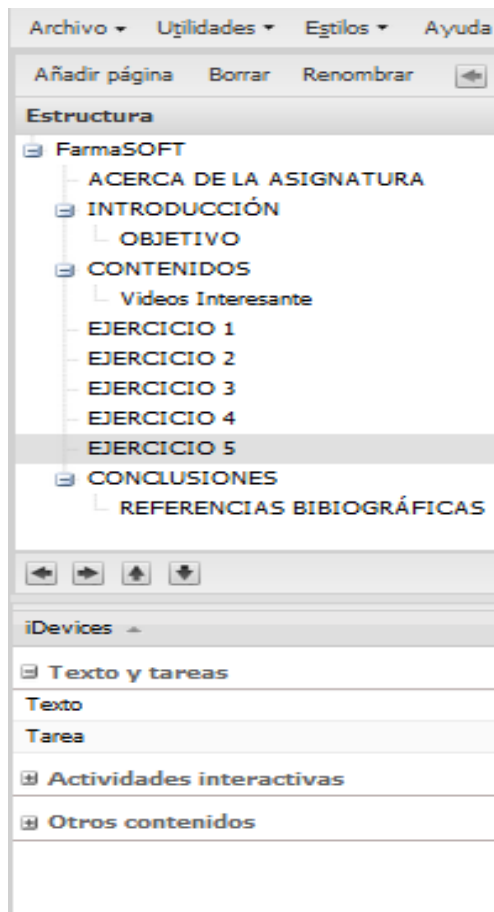 Archivo Utilidades Estilos Ayuda
Añadir página Borrar Renombrar
Estructura
FarmaSOFT
ACERCA DE LA ASIGNATURA
INTRODUCCIÓN
OBJETIVO
CONTENIDOS
Videos Interesante
EJERCICIO 1
EJERCICIO 2
EJERCICIO 3
EJERCICIO 4
EJERCICIO 5
CONCLUSIONES
REFERENCIAS BIBIOGRÁFICAS
iDevices
Texto y tareas
Texto
Tarea
Actividades interactivas
Otros contenidos